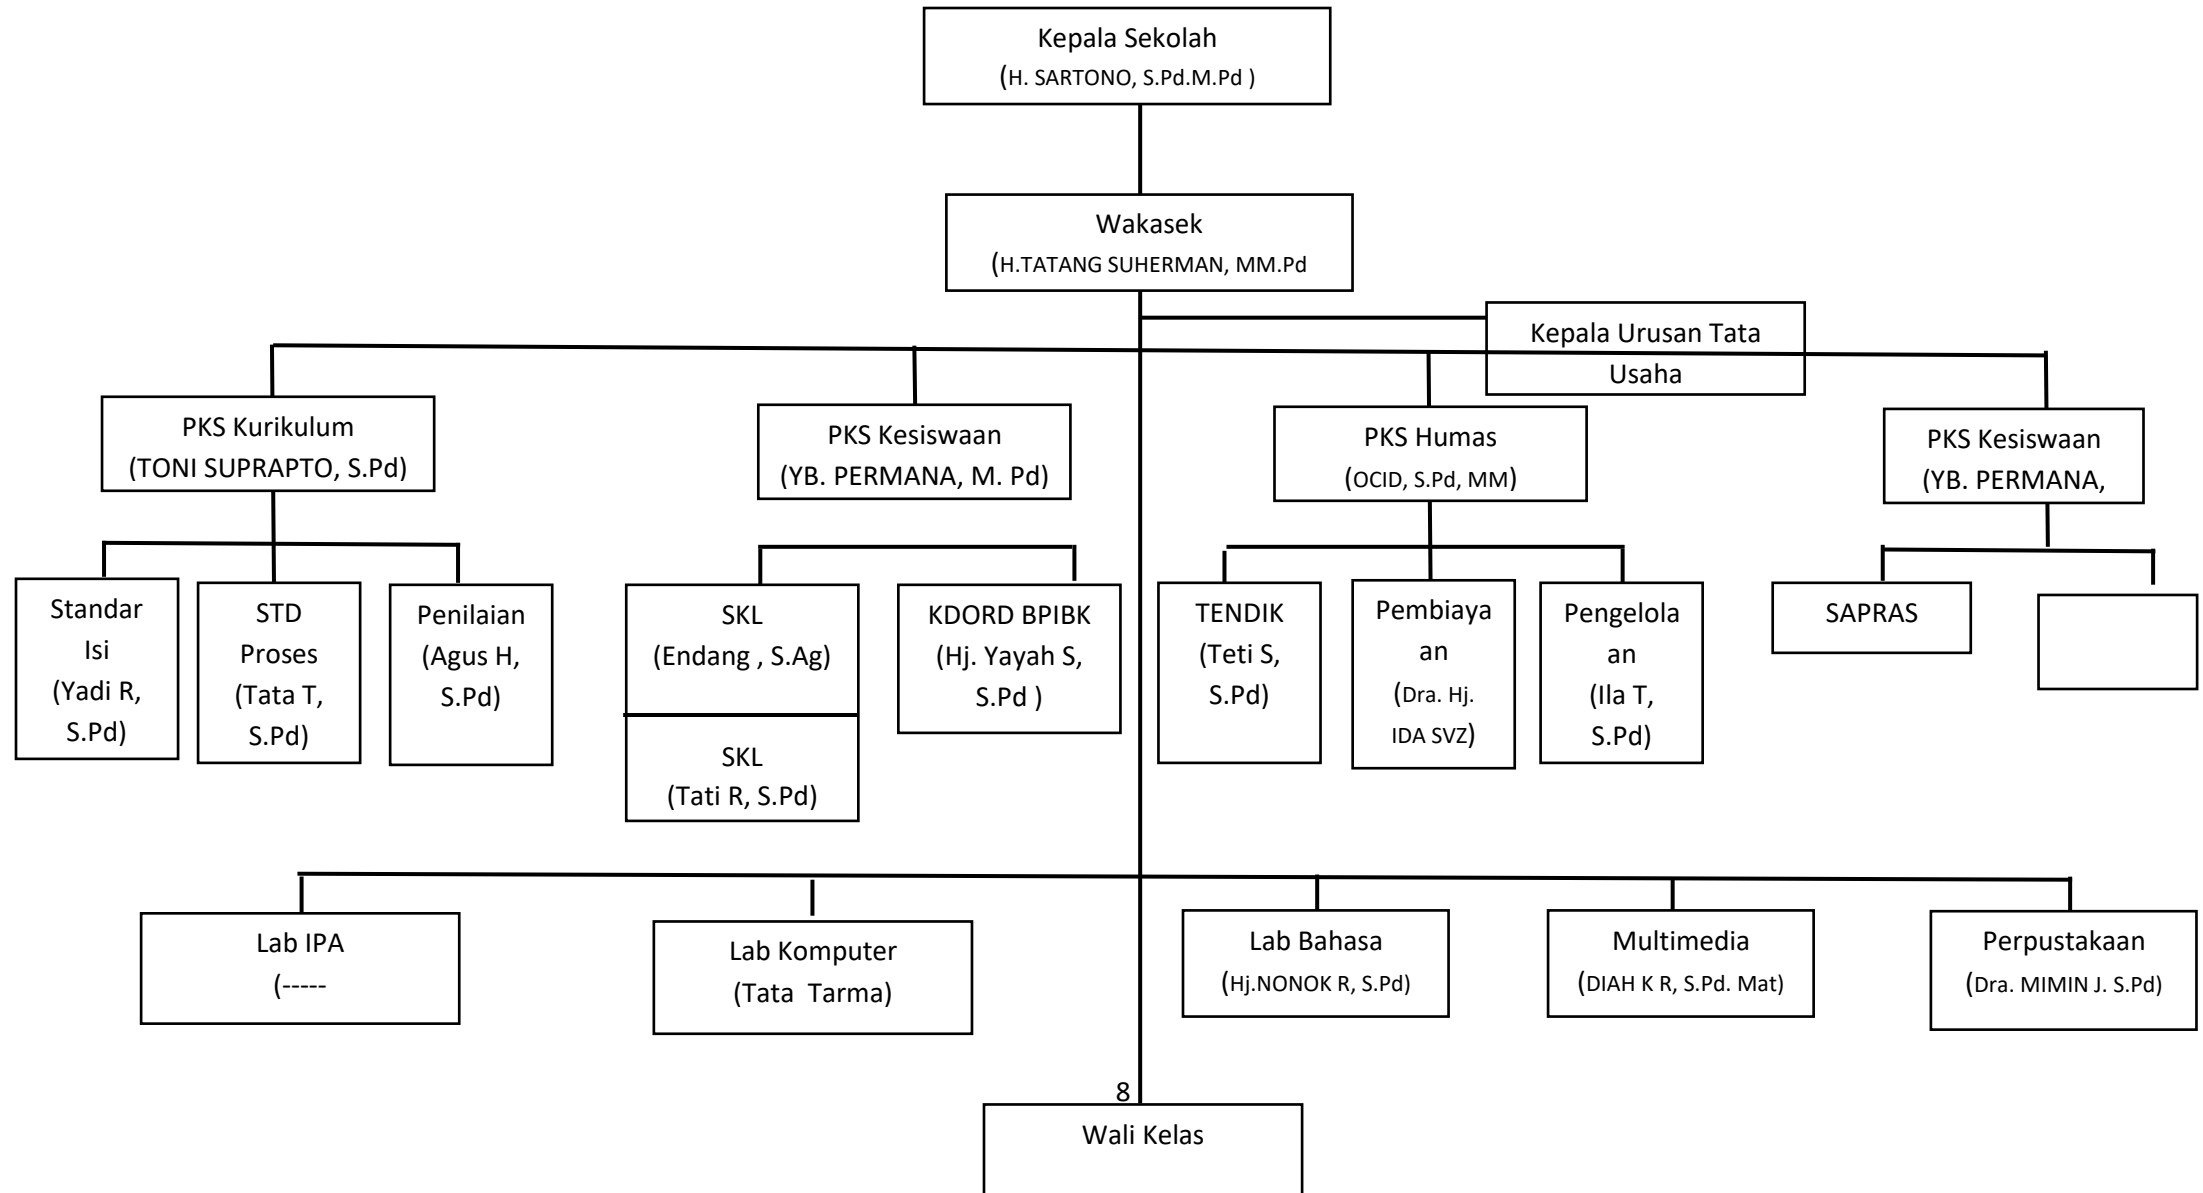 Kepala Sekolah
(H. SARTONO, S.Pd.M.Pd )
Wakasek
(H.TATANG SUHERMAN, MM.Pd
Kepala Urusan Tata
Usaha
PKS Kurikulum
(TONI SUPRAPTO, S.Pd)
PKS Kesiswaan
(YB. PERMANA, M. Pd)
PKS Humas
(OCID, S.Pd, MM)
PKS Kesiswaan
(YB. PERMANA,
Standar
Isi
(Yadi R,
S.Pd)
STD
Proses
(Tata T,
S.Pd)
Penilaian
(Agus H,
S.Pd)
SKL
(Endang , S.Ag)
SKL
(Tati R, S.Pd)
KDORD BPIBK
(Hj. Yayah S,
S.Pd )
TENDIK
(Teti S,
S.Pd)
Pembiaya
an
(Dra. Hj.
IDA SVZ)
Pengelola
an
(Ila T,
S.Pd)
SAPRAS
Lab IPA
(-----
Lab Komputer
(Tata  Tarma)
Lab Bahasa
(Hj.NONOK R, S.Pd)
Multimedia
(DIAH K R, S.Pd. Mat)
Perpustakaan
(Dra. MIMIN J. S.Pd)
8
Wali Kelas